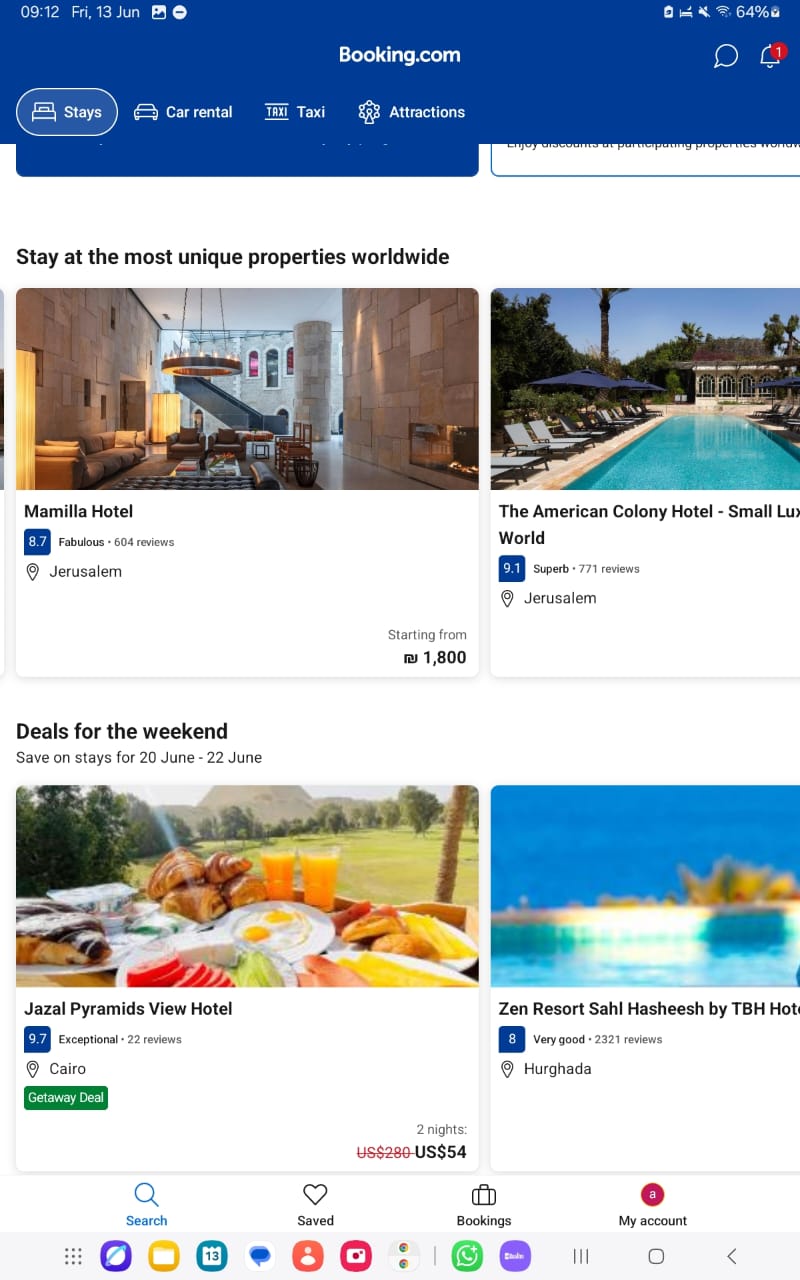 09:12 Fri, 13 Jun
64%
Booking.com
1
Stays
Car rental
TAXI Taxi
Attractions
Enjoy discounts at participating properties
Stay at the most unique properties worldwide
Mamilla Hotel
8.7 Fabulous • 604 reviews
Jerusalem
Starting from
₪ 1,800
The American Colony Hotel - Small Lux
World
9.1 Superb • 771 reviews
Jerusalem
Deals for the weekend
Save on stays for 20 June - 22 June
Jazal Pyramids View Hotel
9.7 Exceptional • 22 reviews
Cairo
Getaway Deal
2 nights:
US$280 US$54
Zen Resort Sahl Hasheesh by TBH Hote
8 Very good • 2321 reviews
Hurghada
Search
Saved
Bookings
a
My account
13